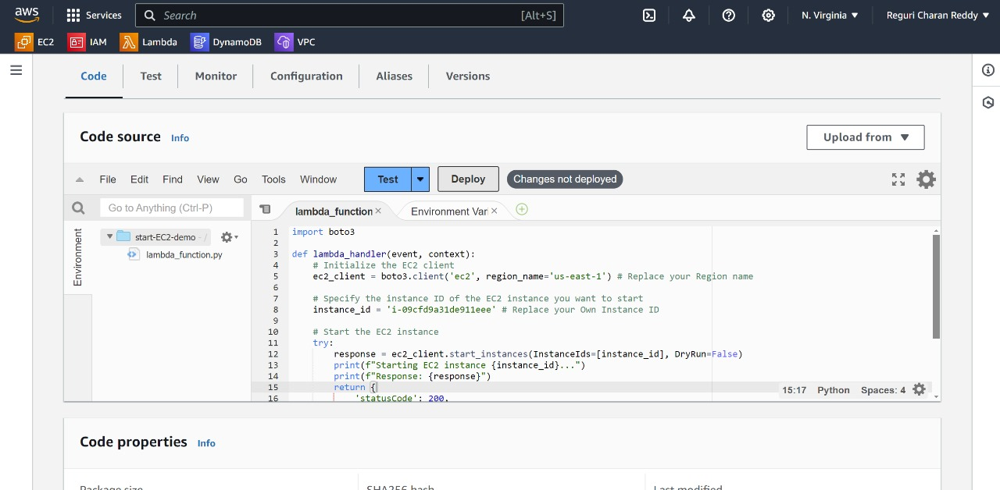 aws Services Search [Alt+S] N. Virginia ▼ Reguri Charan Reddy ▼
EC2 IAM Lambda DynamoDB VPC
Code Test Monitor Configuration Aliases Versions
Code source Info Upload from ▼
File Edit Find View Go Tools Window Test Deploy Changes not deployed
Go to Anything (Ctrl-P) lambda_function × Environment Vari ×
Environment
start-EC2-demo - /
lambda_function.py
1 import boto3
2
3 def lambda_handler(event, context):
4 # Initialize the EC2 client
5 ec2_client = boto3.client('ec2', region_name='us-east-1') # Replace your Region name
6
7 # Specify the instance ID of the EC2 instance you want to start
8 instance_id = 'i-09cfd9a31de911eee' # Replace your Own Instance ID
9
10 # Start the EC2 instance
11 try:
12 response = ec2_client.start_instances(InstanceIds=[instance_id], DryRun=False)
13 print(f"Starting EC2 instance {instance_id}...")
14 print(f"Response: {response}")
15 return {
16 'statusCode': 200,
15:17 Python Spaces: 4
Code properties Info
Package size SHA256 hash Last modified